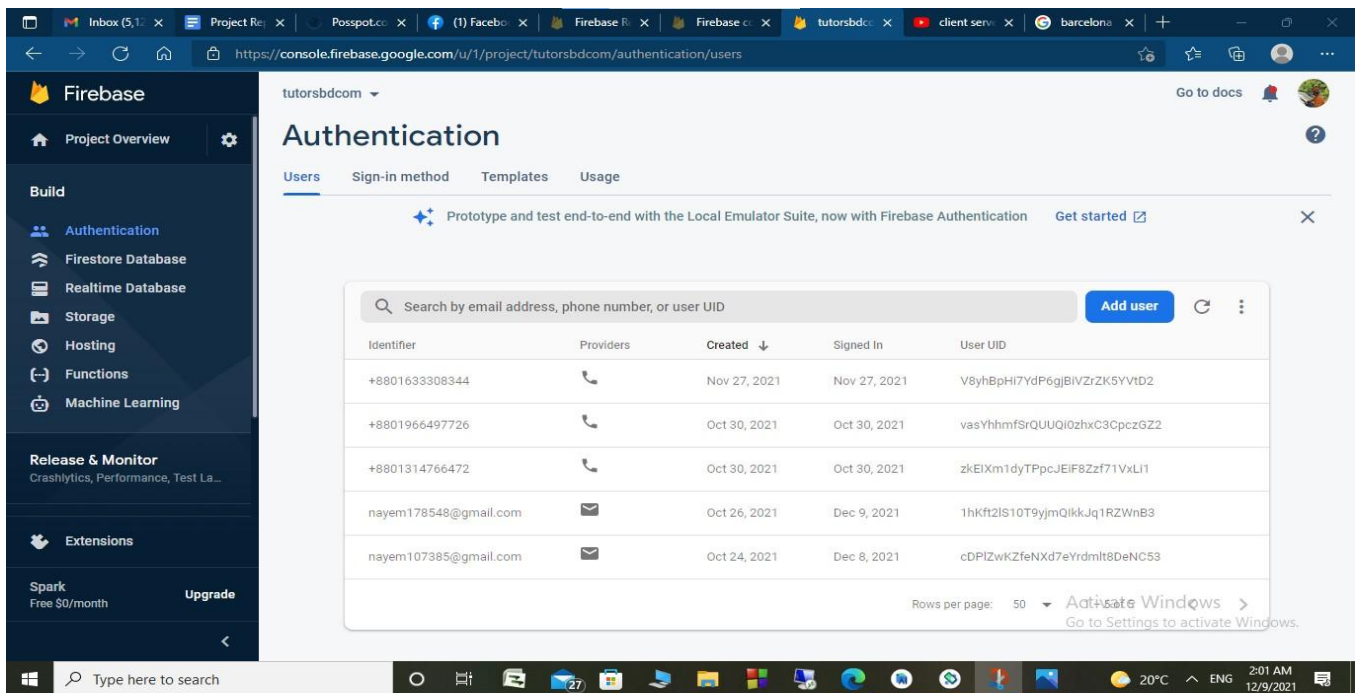 Inbox (5,12
Project Re
Posspot.co
(1) Facebo
Firebase R
Firebase co
tutorsbdco
client serve
barcelona
https://console.firebase.google.com/u/1/project/tutorsbdcom/authentication/users
Firebase
tutorsbdcom
Go to docs
Project Overview
Authentication
Users Sign-in method Templates Usage
Build
Prototype and test end-to-end with the Local Emulator Suite, now with Firebase Authentication Get started
Authentication
Firestore Database
Realtime Database
Storage
Hosting
Functions
Machine Learning
Release & Monitor
Crashlytics, Performance, Test La...
Extensions
Spark
Free $0/month
Upgrade
Search by email address, phone number, or user UID
Add user
Identifier Providers Created Signed In User UID
+8801633308344 Nov 27, 2021 Nov 27, 2021 V8yhBpHi7YdP6gjBiVZrZK5YVtD2
+8801966497726 Oct 30, 2021 Oct 30, 2021 vasYhhmfSrQUUQi0zhxC3CpczGZ2
+8801314766472 Oct 30, 2021 Oct 30, 2021 zkEIXm1dyTPpcJEiF8Zzf71VxLi1
nayem178548@gmail.com Oct 26, 2021 Dec 9, 2021 1hKft2lS10T9yjmQIkkJq1RZWnB3
nayem107385@gmail.com Oct 24, 2021 Dec 8, 2021 cDPlZwKZfeNXd7eYrdmlt8DeNC53
Rows per page: 50
Activate Windows
Go to Settings to activate Windows.
Type here to search
27
20°C
ENG
2:01 AM
12/9/2021